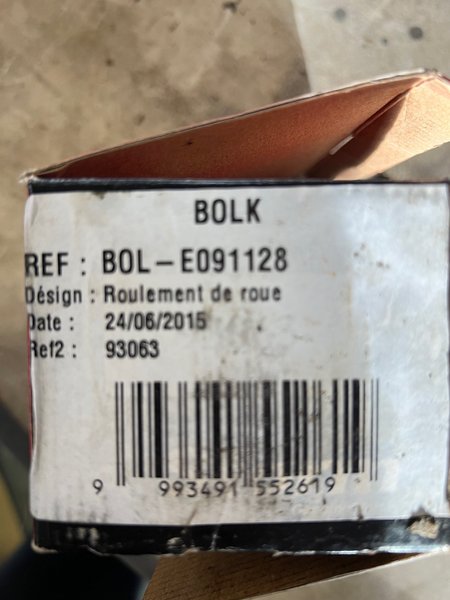 BOLK
REF : BOL-E091128
Désign : Roulement de roue
Date : 24/06/2015
Ref2 : 93063
9 993491 552619